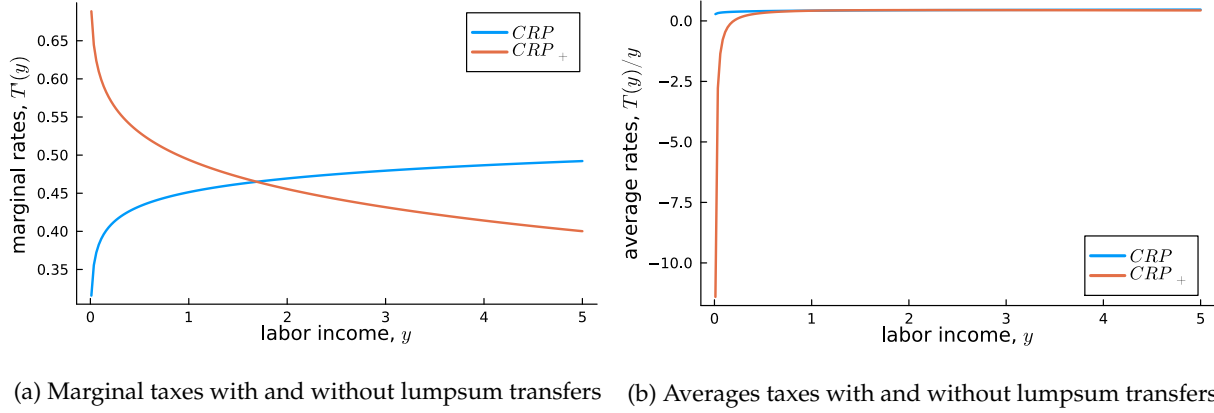 marginal rates, T'(y)
0.65
0.60
0.55
0.50
0.45
0.40
0.35
0 1 2 3 4 5
labor income, y
CRP
CRP+
average rates, T(y)/y
0.0
−2.5
−5.0
−7.5
−10.0
0 1 2 3 4 5
labor income, y
CRP
CRP+
(a) Marginal taxes with and without lumpsum transfers
(b) Averages taxes with and without lumpsum transfers